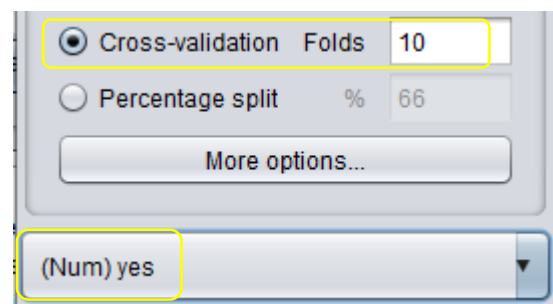 Cross-validation Folds 10
Percentage split % 66
More options...
(Num) yes